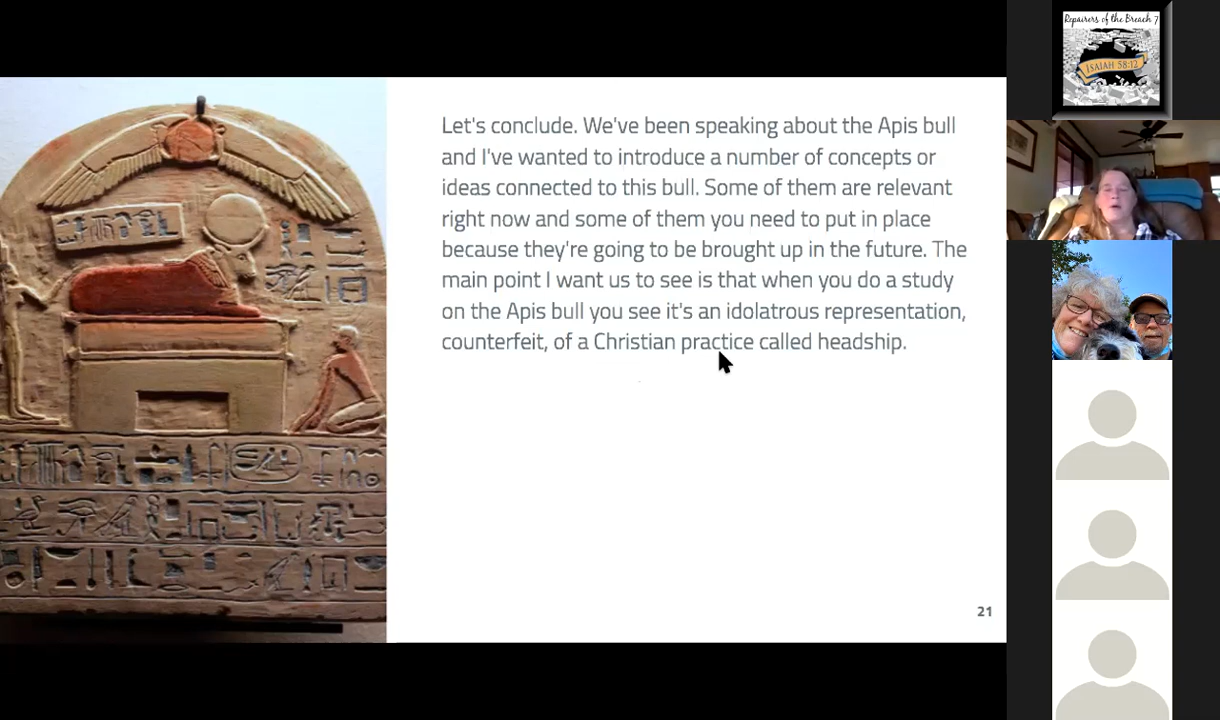 Let's conclude. We've been speaking about the Apis bull
and I've wanted to introduce a number of concepts or
ideas connected to this bull. Some of them are relevant
right now and some of them you need to put in place
because they're going to be brought up in the future. The
main point I want us to see is that when you do a study
on the Apis bull you see it's an idolatrous representation,
counterfeit, of a Christian practice called headship.
21
Repairers of the Breach 7
ISAIAH 58:12